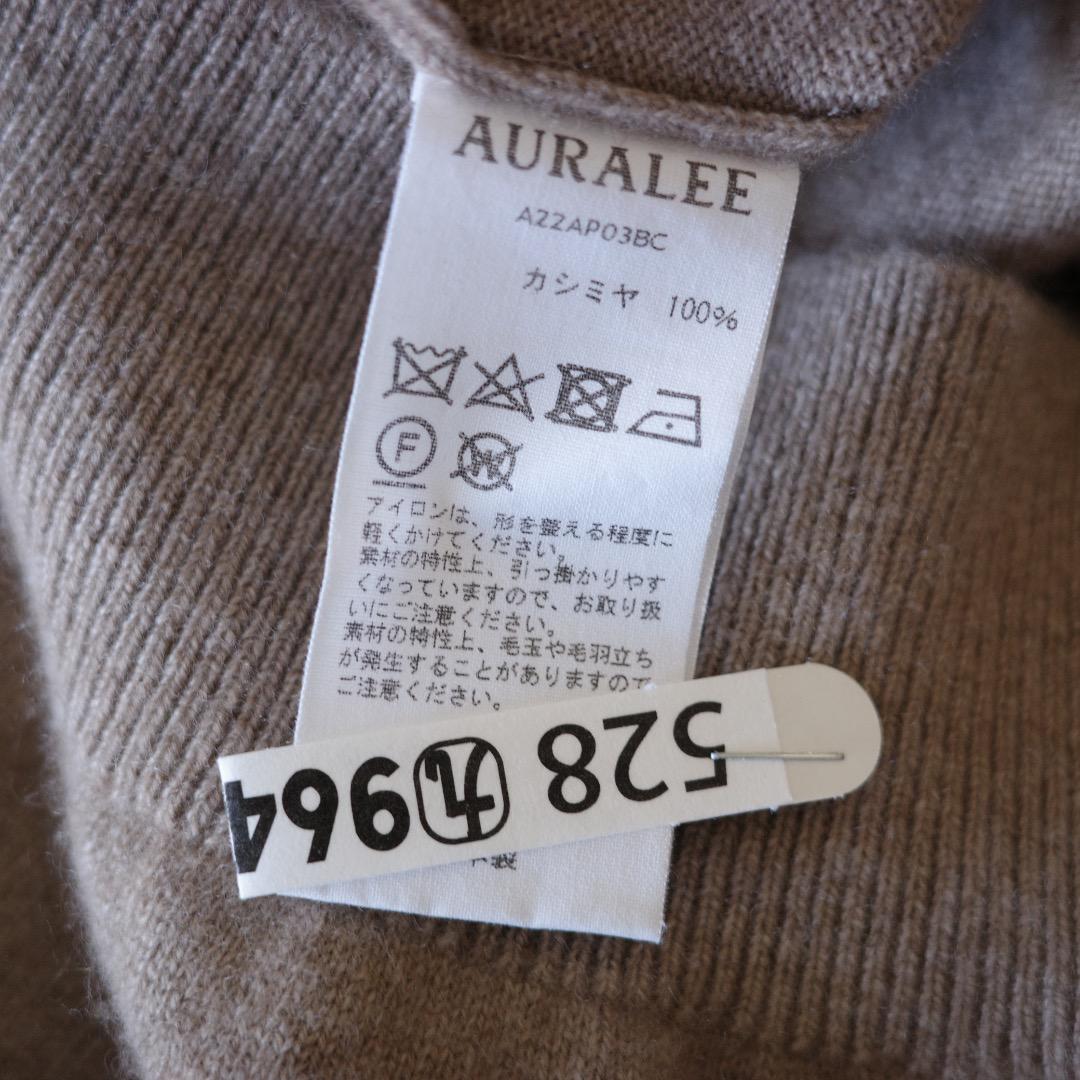 AURALEE
A22AP03BC
カシミヤ 100%
F
W
アイロンは、形を整える程度に
軽くかけてください。
素材の特性上、引っ掛かりやす
くなっていますので、お取り扱
いにご注意ください。
素材の特性上、毛玉や毛羽立ち
が発生することがありますので
ご注意ください。
528 九 964
製